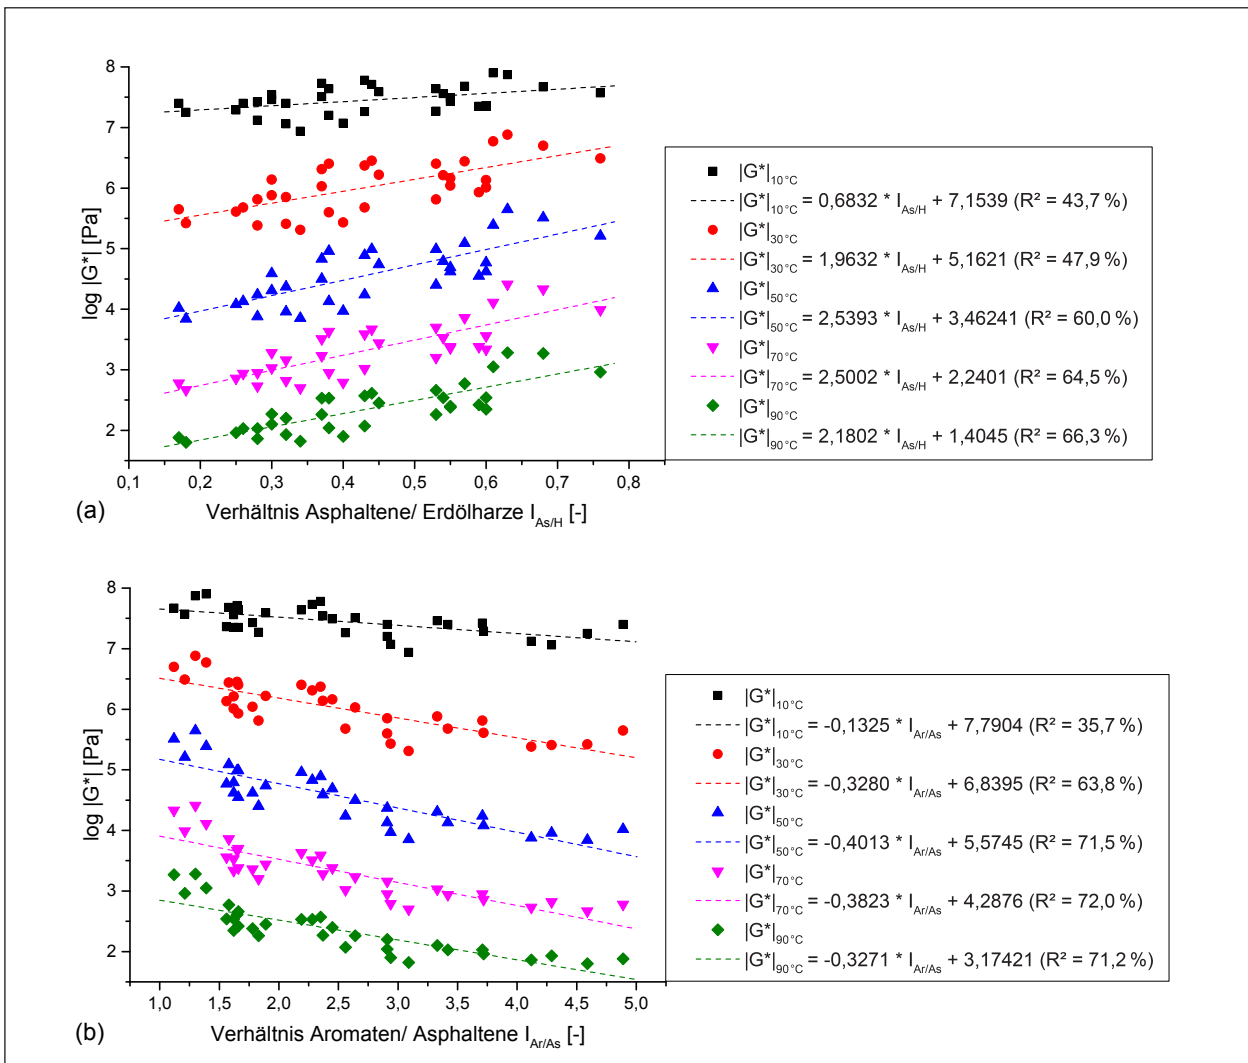 8
7
6
5
4
3
2
log |G*| [Pa]
0,1 0,2 0,3 0,4 0,5 0,6 0,7 0,8
(a) Verhältnis Asphaltene/ Erdölharze I_As/H [-]
|G*|10°C
|G*|10°C = 0,6832 * I_As/H + 7,1539 (R² = 43,7 %)
|G*|30°C
|G*|30°C = 1,9632 * I_As/H + 5,1621 (R² = 47,9 %)
|G*|50°C
|G*|50°C = 2,5393 * I_As/H + 3,46241 (R² = 60,0 %)
|G*|70°C
|G*|70°C = 2,5002 * I_As/H + 2,2401 (R² = 64,5 %)
|G*|90°C
|G*|90°C = 2,1802 * I_As/H + 1,4045 (R² = 66,3 %)
8
7
6
5
4
3
2
log |G*| [Pa]
1,0 1,5 2,0 2,5 3,0 3,5 4,0 4,5 5,0
(b) Verhältnis Aromaten/ Asphaltene I_Ar/As [-]
|G*|10°C
|G*|10°C = -0,1325 * I_Ar/As + 7,7904 (R² = 35,7 %)
|G*|30°C
|G*|30°C = -0,3280 * I_Ar/As + 6,8395 (R² = 63,8 %)
|G*|50°C
|G*|50°C = -0,4013 * I_Ar/As + 5,5745 (R² = 71,5 %)
|G*|70°C
|G*|70°C = -0,3823 * I_Ar/As + 4,2876 (R² = 72,0 %)
|G*|90°C
|G*|90°C = -0,3271 * I_Ar/As + 3,17421 (R² = 71,2 %)